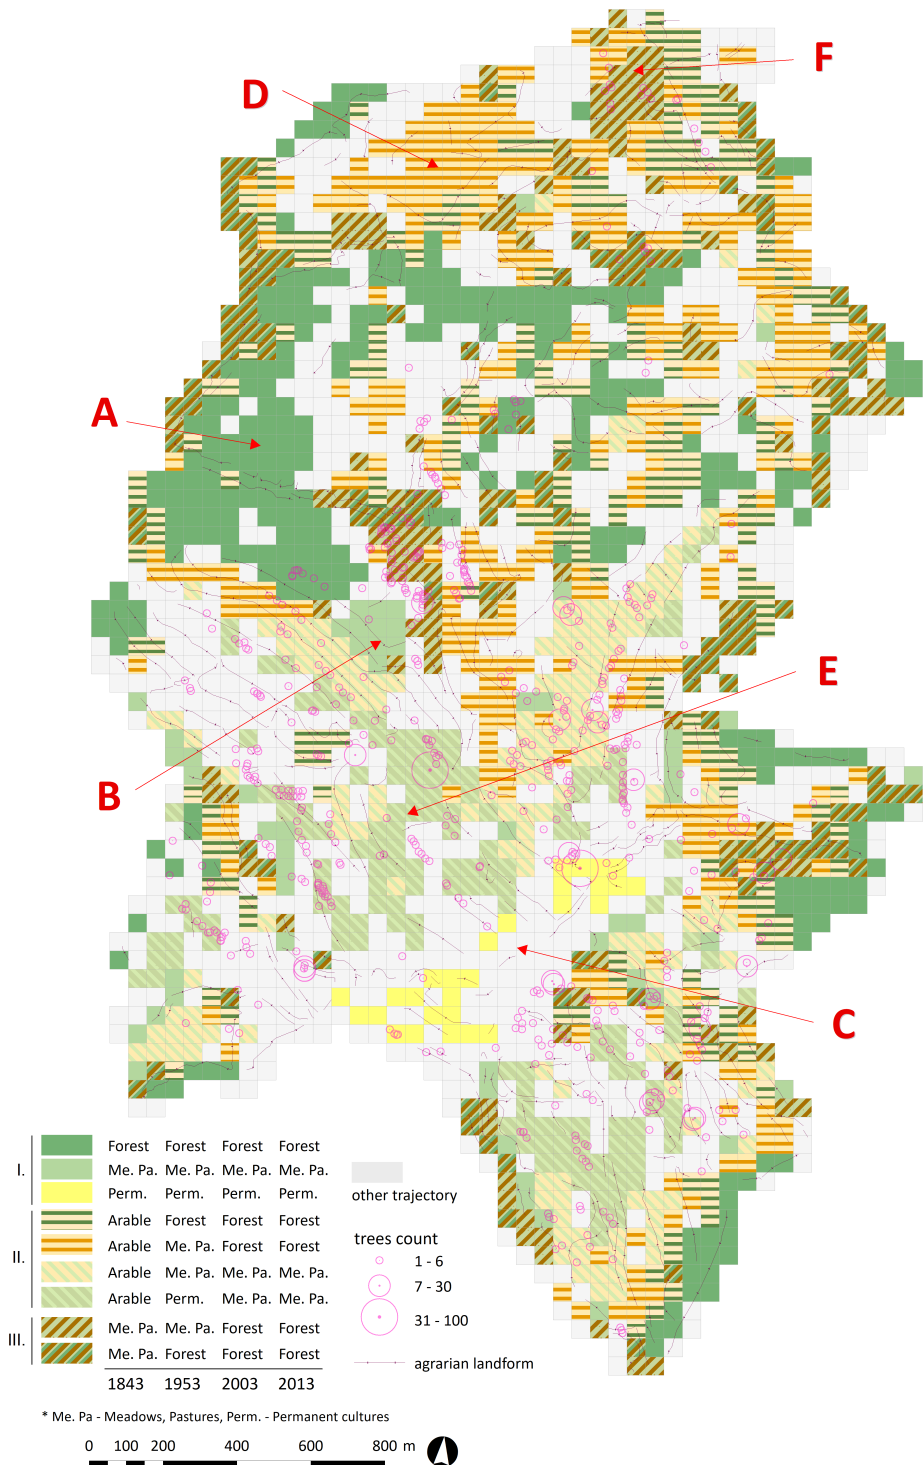 F
D
A
E
B
C
I. Forest Forest Forest Forest
Me. Pa. Me. Pa. Me. Pa. Me. Pa.
Perm. Perm. Perm. Perm.
II. Arable Forest Forest Forest
Arable Me. Pa. Forest Forest
Arable Me. Pa. Me. Pa. Me. Pa.
Arable Perm. Me. Pa. Me. Pa.
III. Me. Pa. Me. Pa. Forest Forest
Me. Pa. Forest Forest Forest
1843 1953 2003 2013
other trajectory
trees count
1 - 6
7 - 30
31 - 100
agrarian landform
* Me. Pa - Meadows, Pastures, Perm. - Permanent cultures
0 100 200 400 600 800 m